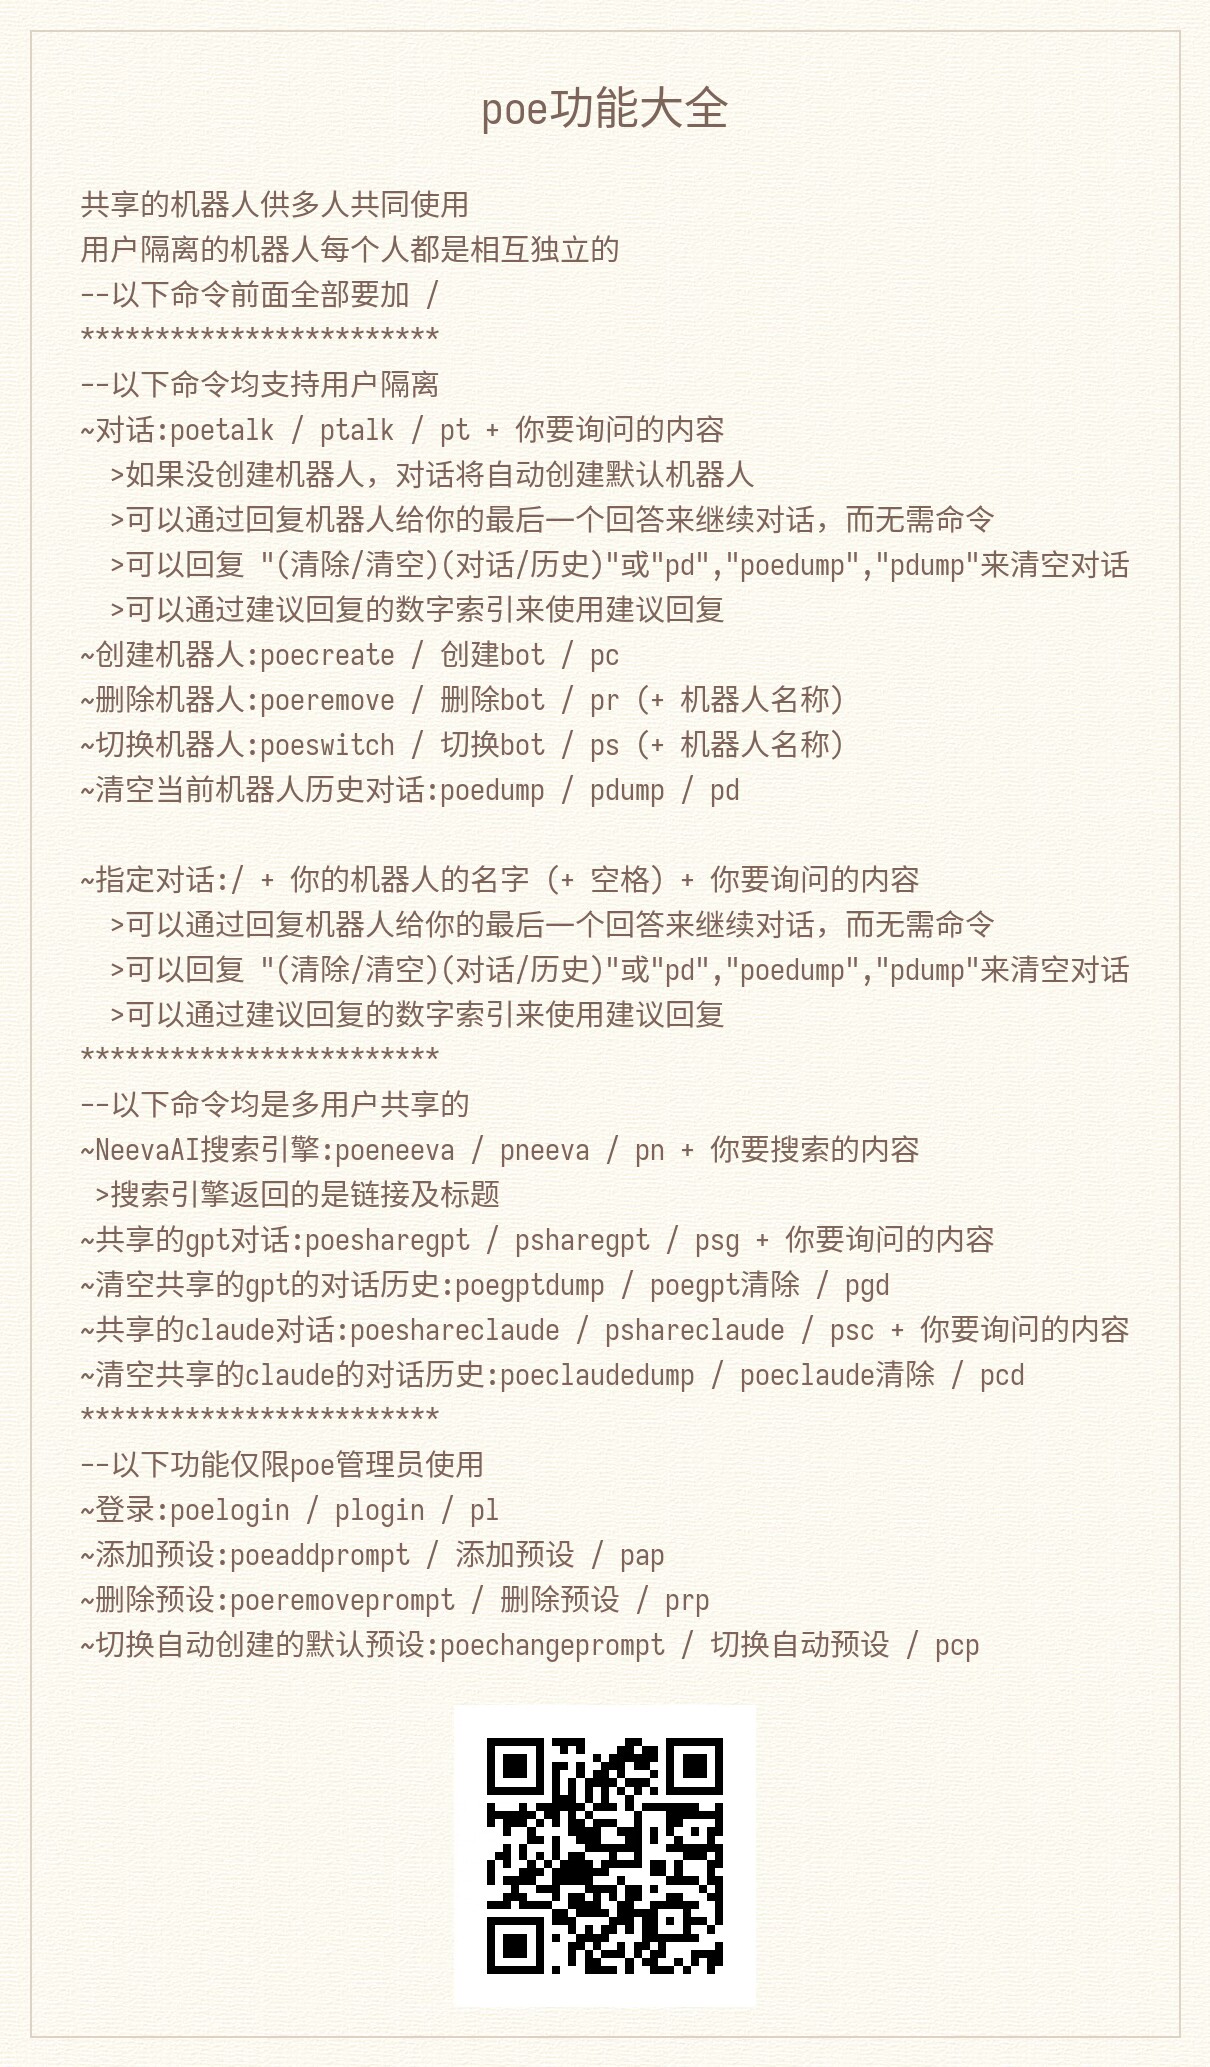 poe功能大全
共享的机器人供多人共同使用
用户隔离的机器人每个人都是相互独立的
--以下命令前面全部要加 /
************************
--以下命令均支持用户隔离
~对话:poetalk / ptalk / pt + 你要询问的内容
  >如果没创建机器人，对话将自动创建默认机器人
  >可以通过回复机器人给你的最后一个回答来继续对话，而无需命令
  >可以回复 "(清除/清空)(对话/历史)"或"pd","poedump","pdump"来清空对话
  >可以通过建议回复的数字索引来使用建议回复
~创建机器人:poecreate / 创建bot / pc
~删除机器人:poeremove / 删除bot / pr（+ 机器人名称）
~切换机器人:poeswitch / 切换bot / ps（+ 机器人名称）
~清空当前机器人历史对话:poedump / pdump / pd
~指定对话:/ + 你的机器人的名字（+ 空格）+ 你要询问的内容
  >可以通过回复机器人给你的最后一个回答来继续对话，而无需命令
  >可以回复 "(清除/清空)(对话/历史)"或"pd","poedump","pdump"来清空对话
  >可以通过建议回复的数字索引来使用建议回复
************************
--以下命令均是多用户共享的
~NeevaAI搜索引擎:poeneeva / pneeva / pn + 你要搜索的内容
 >搜索引擎返回的是链接及标题
~共享的gpt对话:poesharegpt / psharegpt / psg + 你要询问的内容
~清空共享的gpt的对话历史:poegptdump / poegpt清除 / pgd
~共享的claude对话:poeshareclaude / pshareclaude / psc + 你要询问的内容
~清空共享的claude的对话历史:poeclaudedump / poeclaude清除 / pcd
************************
--以下功能仅限poe管理员使用
~登录:poelogin / plogin / pl
~添加预设:poeaddprompt / 添加预设 / pap
~删除预设:poeremoveprompt / 删除预设 / prp
~切换自动创建的默认预设:poechangeprompt / 切换自动预设 / pcp